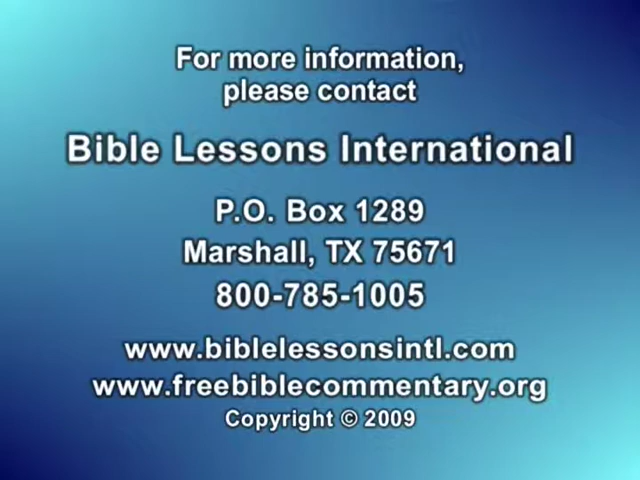 For more information,
please contact
Bible Lessons International
P.O. Box 1289
Marshall, TX 75671
800-785-1005
www.biblelessonsintl.com
www.freebiblecommentary.org
Copyright © 2009